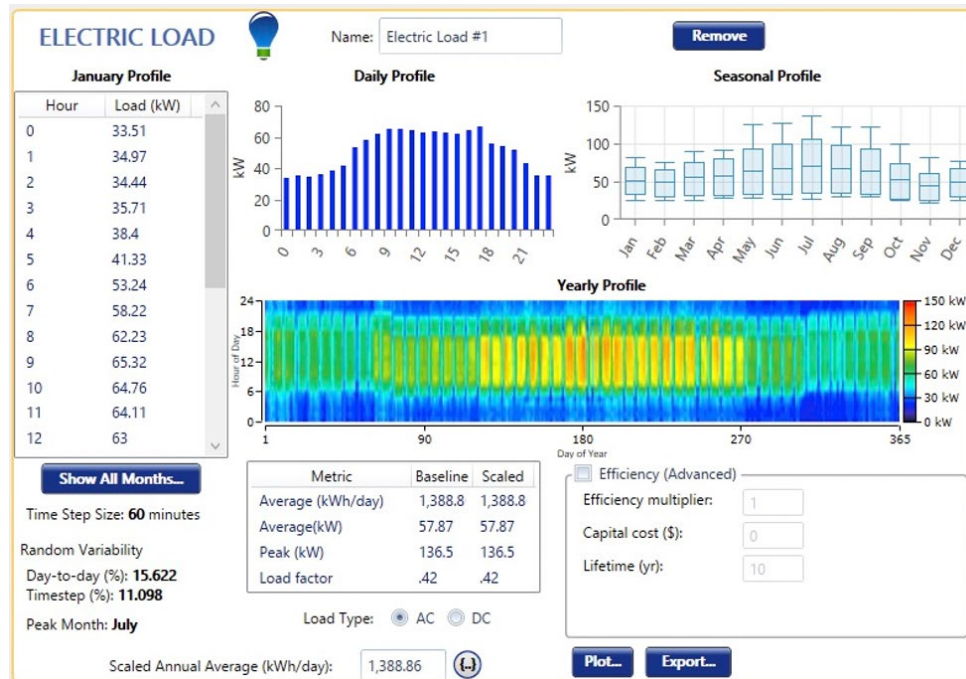 ELECTRIC LOAD
Name: Electric Load #1
Remove
January Profile
Hour Load (kW)
0 33.51
1 34.97
2 34.44
3 35.71
4 38.4
5 41.33
6 53.24
7 58.22
8 62.23
9 65.32
10 64.76
11 64.11
12 63
Show All Months...
Time Step Size: 60 minutes
Random Variability
Day-to-day (%): 15.622
Timestep (%): 11.098
Peak Month: July
Daily Profile
kW
80
60
40
20
0
0 3 6 9 12 15 18 21
Seasonal Profile
kW
150
100
50
0
Jan Feb Mar Apr May Jun Jul Aug Sep Oct Nov Dec
Yearly Profile
Hour of Day
24
18
12
6
0
1 90 180 270 365
Day of Year
150 kW
120 kW
90 kW
60 kW
30 kW
0 kW
Metric Baseline Scaled
Average (kWh/day) 1,388.8 1,388.8
Average(kW) 57.87 57.87
Peak (kW) 136.5 136.5
Load factor .42 .42
Load Type: AC DC
Scaled Annual Average (kWh/day): 1,388.86 {..}
Efficiency (Advanced)
Efficiency multiplier: 1
Capital cost ($): 0
Lifetime (yr): 10
Plot... Export...